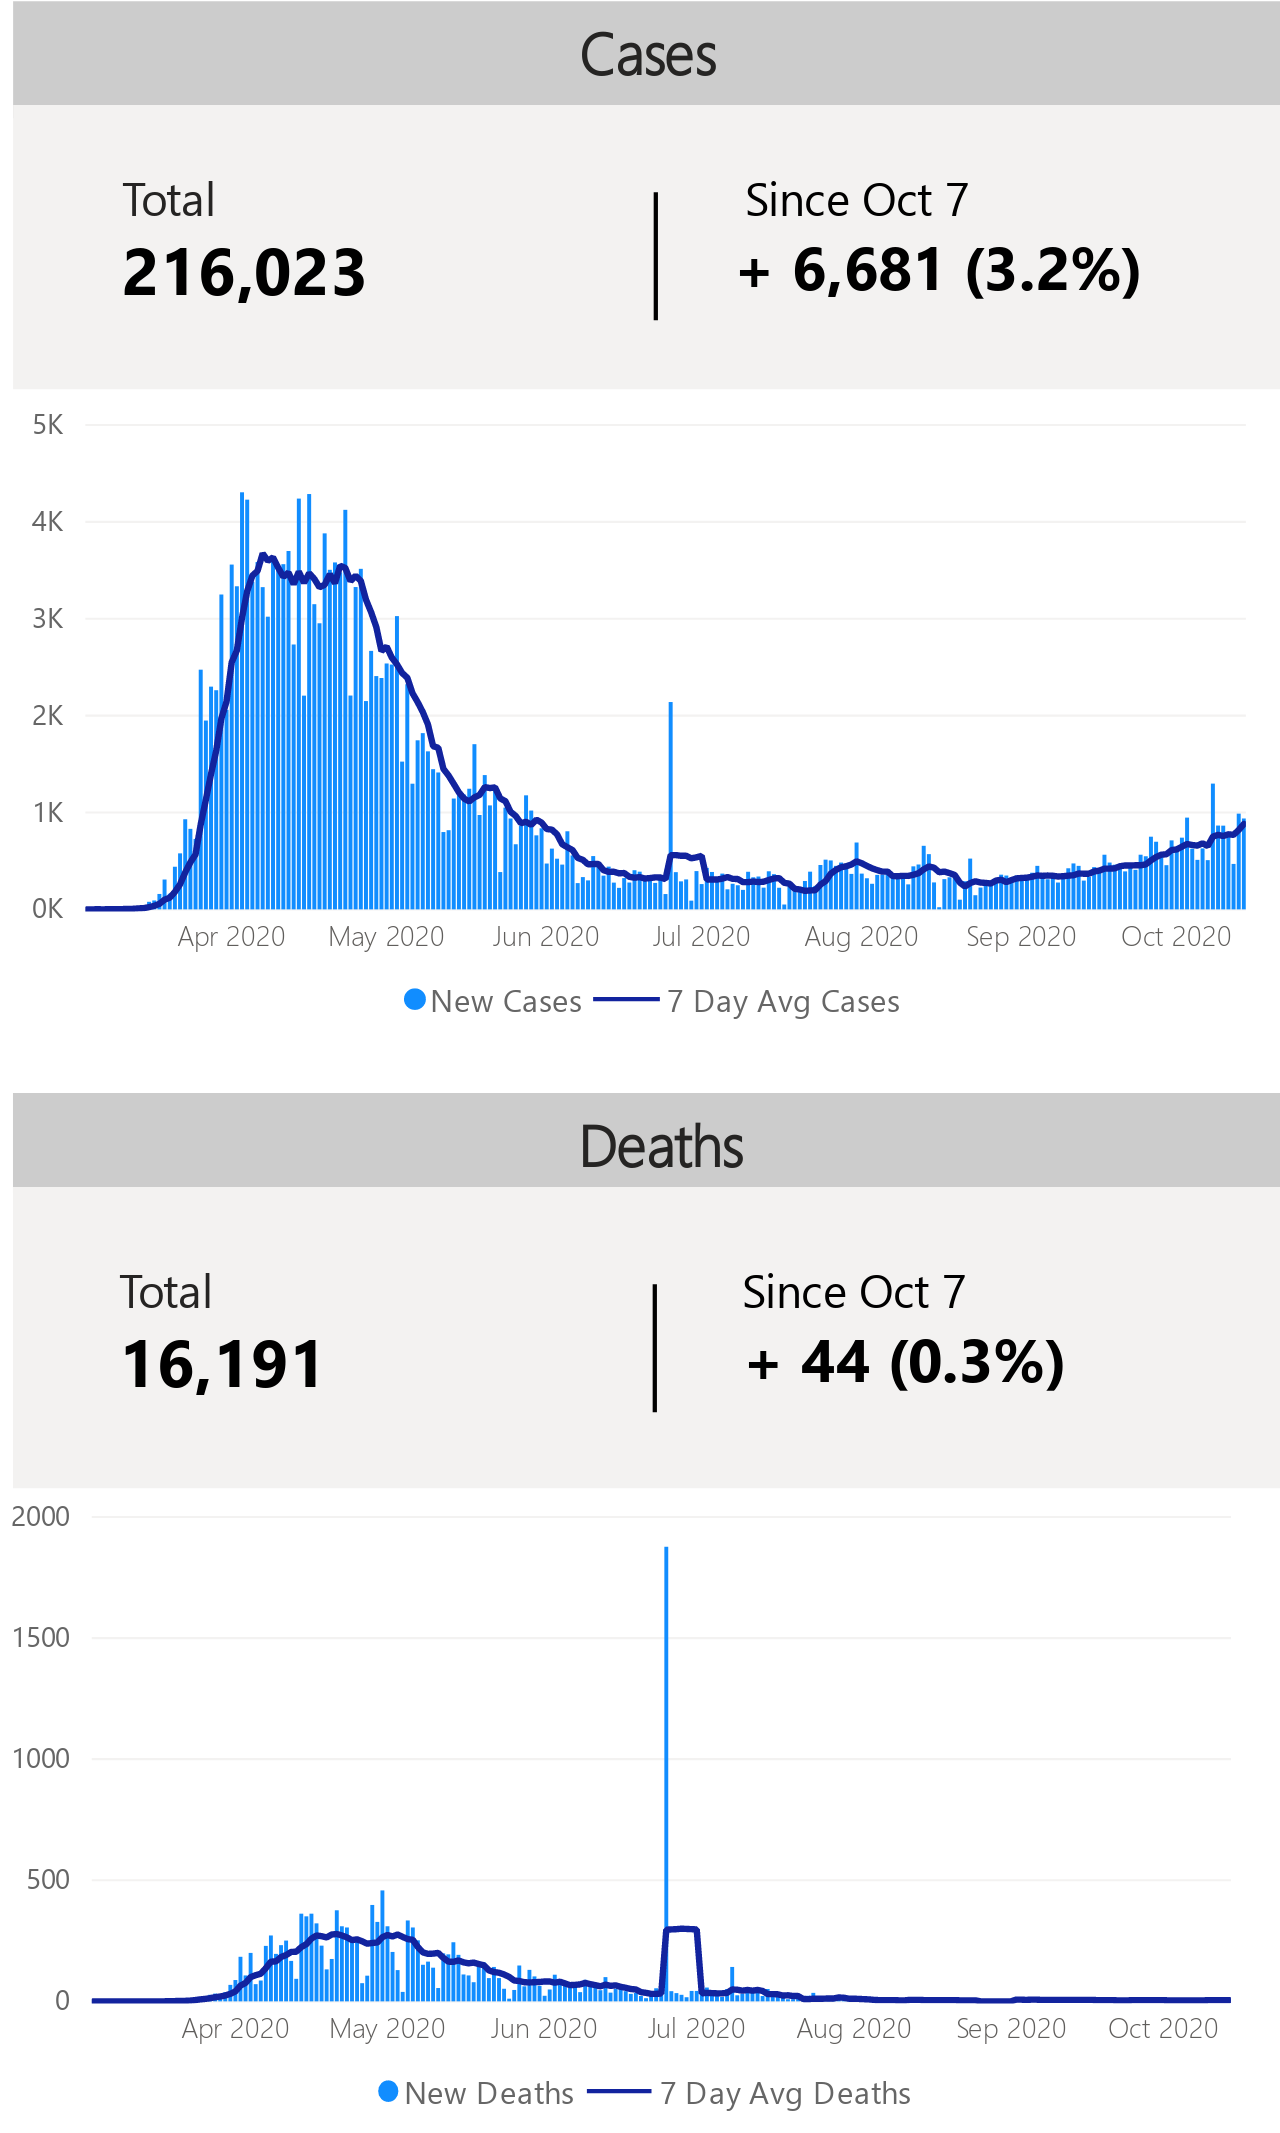 Cases
Total
Since Oct 7
216,023
+ 6,681 (3.2%)
5K
4K
3K
2K
1K
0K
Apr 2020 May 2020 Jun 2020 Jul 2020 Aug 2020 Sep 2020 Oct 2020
New Cases 7 Day Avg Cases
Deaths
Total
Since Oct 7
16,191
+ 44 (0.3%)
2000
1500
1000
500
0
Apr 2020 May 2020 Jun 2020 Jul 2020 Aug 2020 Sep 2020 Oct 2020
New Deaths 7 Day Avg Deaths